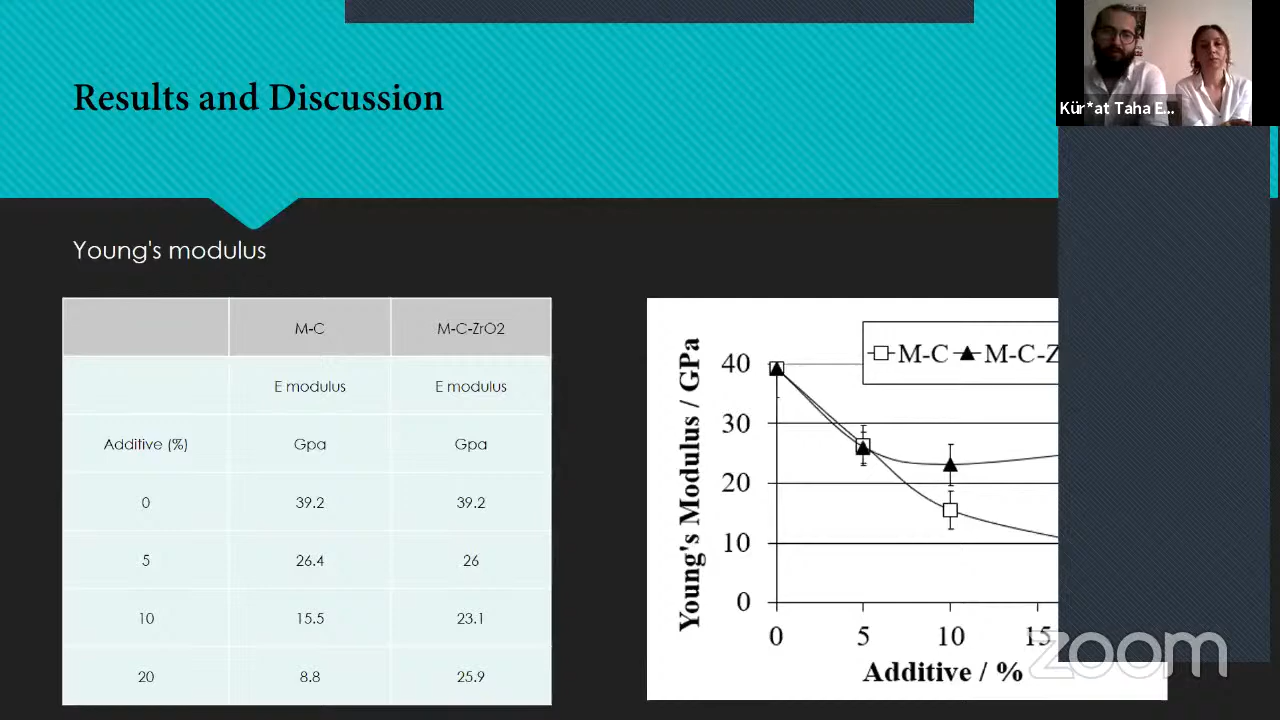 Results and Discussion
Kür*at Taha E...
Young's modulus
M-C M-C-ZrO2
E modulus E modulus
Additive (%) Gpa Gpa
0 39.2 39.2
5 26.4 26
10 15.5 23.1
20 8.8 25.9
M-C M-C-Z
Young's Modulus / GPa
40
30
20
10
0
0 5 10 15
Additive / %
zoom